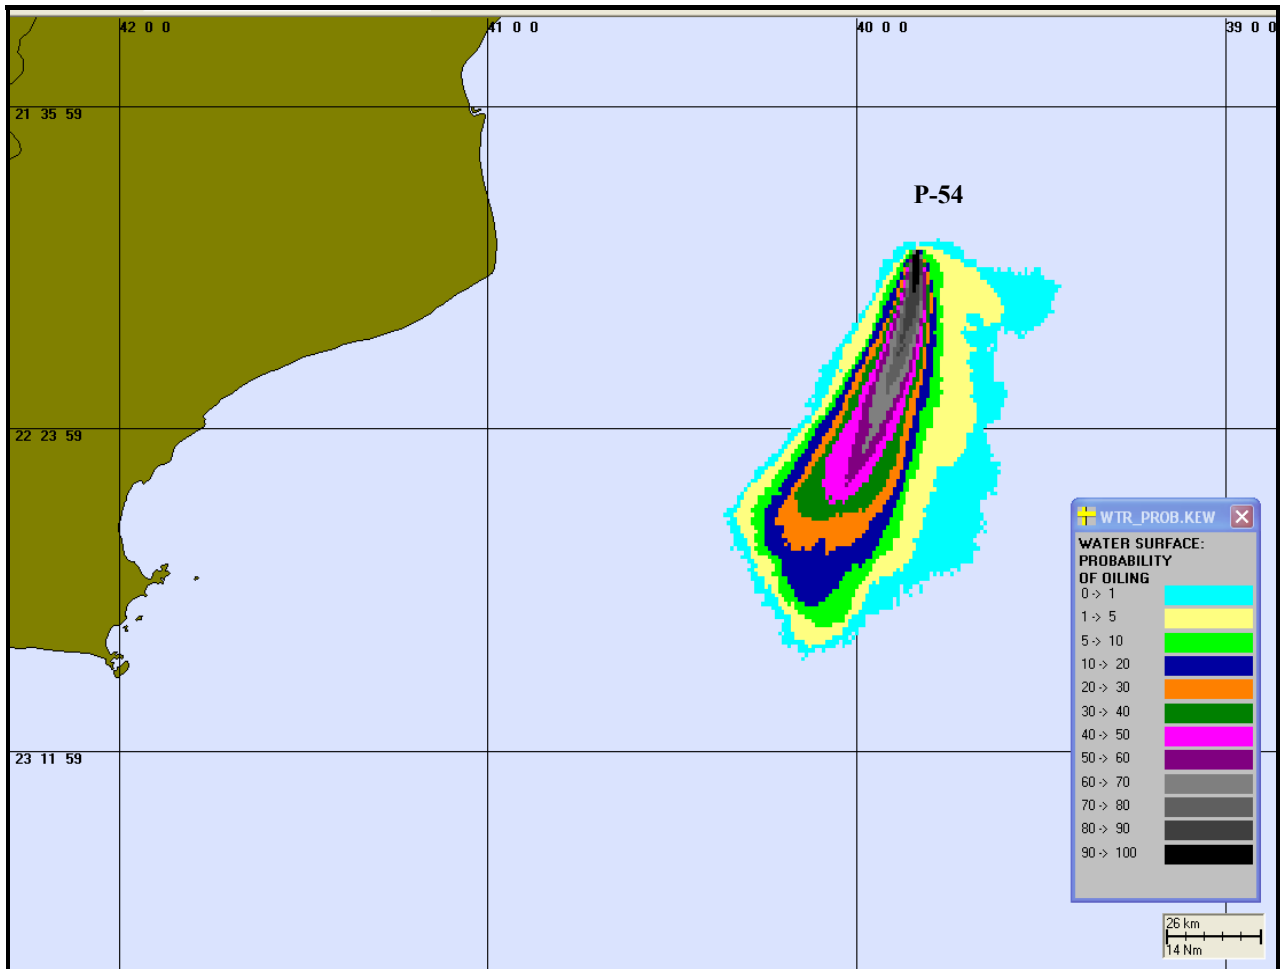 42 0 0
41 0 0
40 0 0
39 0 0
21 35 59
P-54
22 23 59
23 11 59
WTR_PROB.KEW
WATER SURFACE:
PROBABILITY
OF OILING
0 -> 1
1 -> 5
5 -> 10
10 -> 20
20 -> 30
30 -> 40
40 -> 50
50 -> 60
60 -> 70
70 -> 80
80 -> 90
90 -> 100
26 km
14 Nm